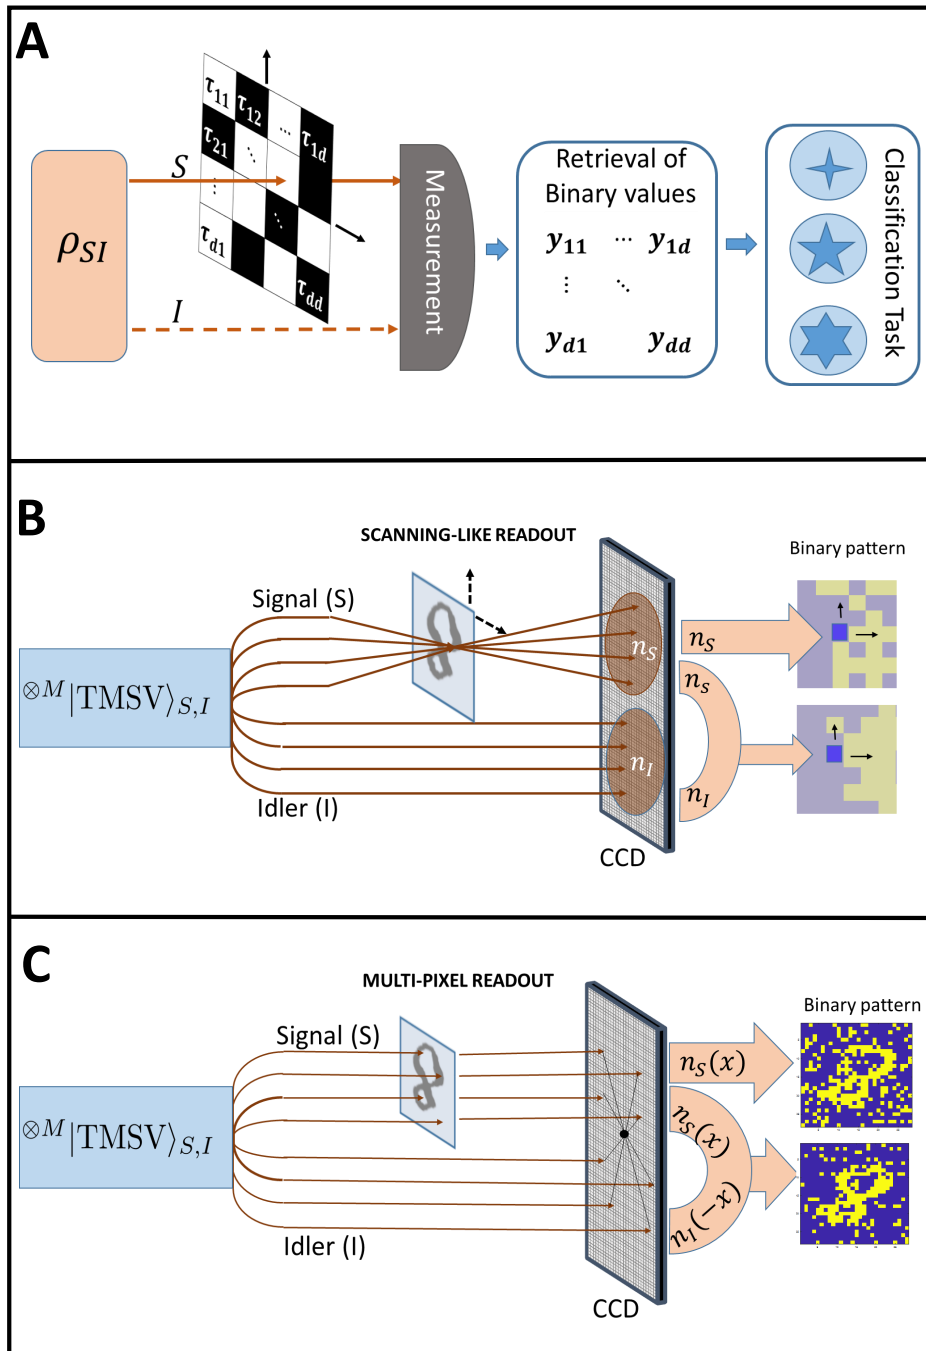 A
τ11 τ12 ... τ1d
τ21 ⋱
⋮ ⋱
τd1 τdd
S
ρSI
I
Measurement
Retrieval of
Binary values
y11 ... y1d
⋮ ⋱
yd1 ydd
Classification Task
B
SCANNING-LIKE READOUT
Binary pattern
Signal (S)
nS
nS
nS
⊗M|TMSV⟩S,I
nI
nI
Idler (I)
CCD
C
MULTI-PIXEL READOUT
Binary pattern
Signal (S)
nS(x)
nS(x)
⊗M|TMSV⟩S,I
nI(−x)
Idler (I)
CCD